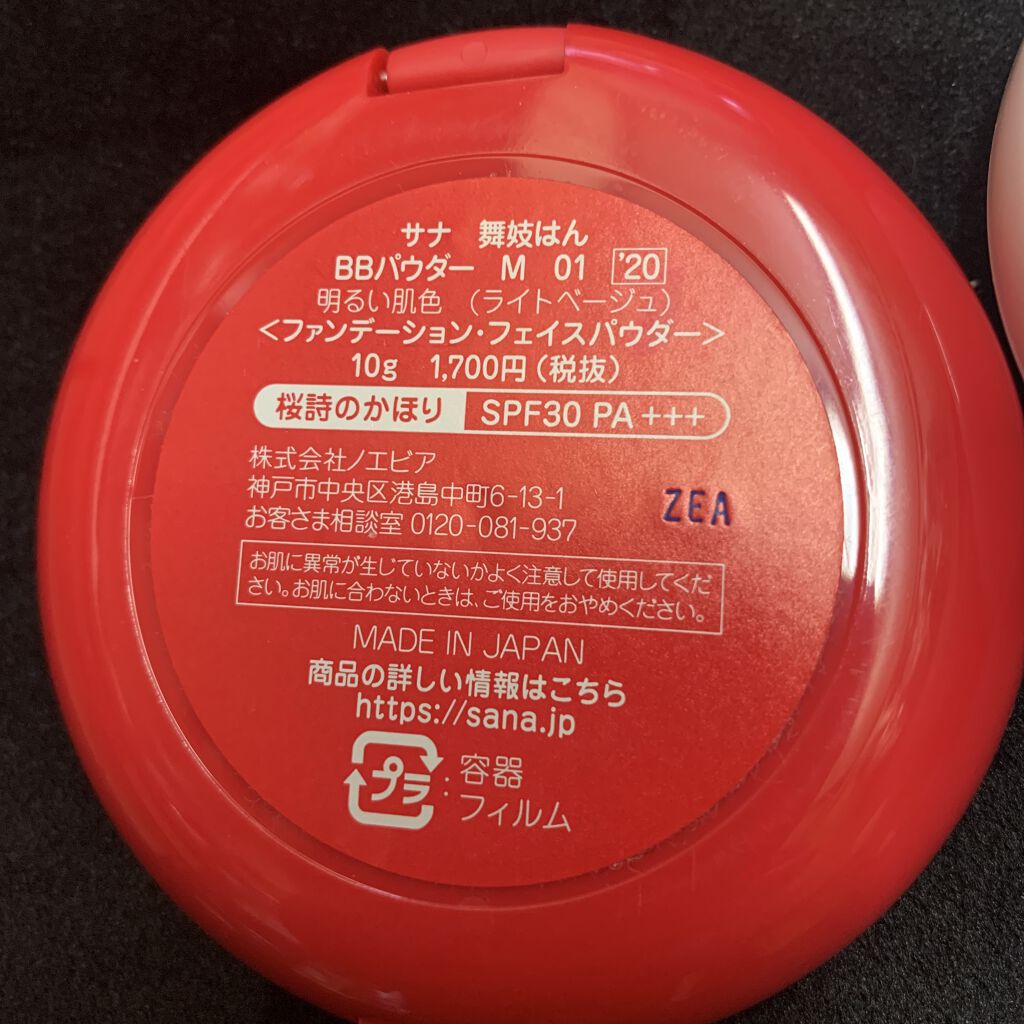 サナ 舞妓はん
BBパウダー M 01 '20
明るい肌色 （ライトベージュ）
<ファンデーション・フェイスパウダー>
10g 1,700円（税抜）
桜詩のかほり SPF30 PA+++
株式会社ノエビア
神戸市中央区港島中町6-13-1
お客さま相談室 0120-081-937
ZEA
お肌に異常が生じていないかよく注意して使用してくだ
さい。お肌に合わないときは、ご使用をおやめください。
MADE IN JAPAN
商品の詳しい情報はこちら
https://sana.jp
プラ : 容器
フィルム